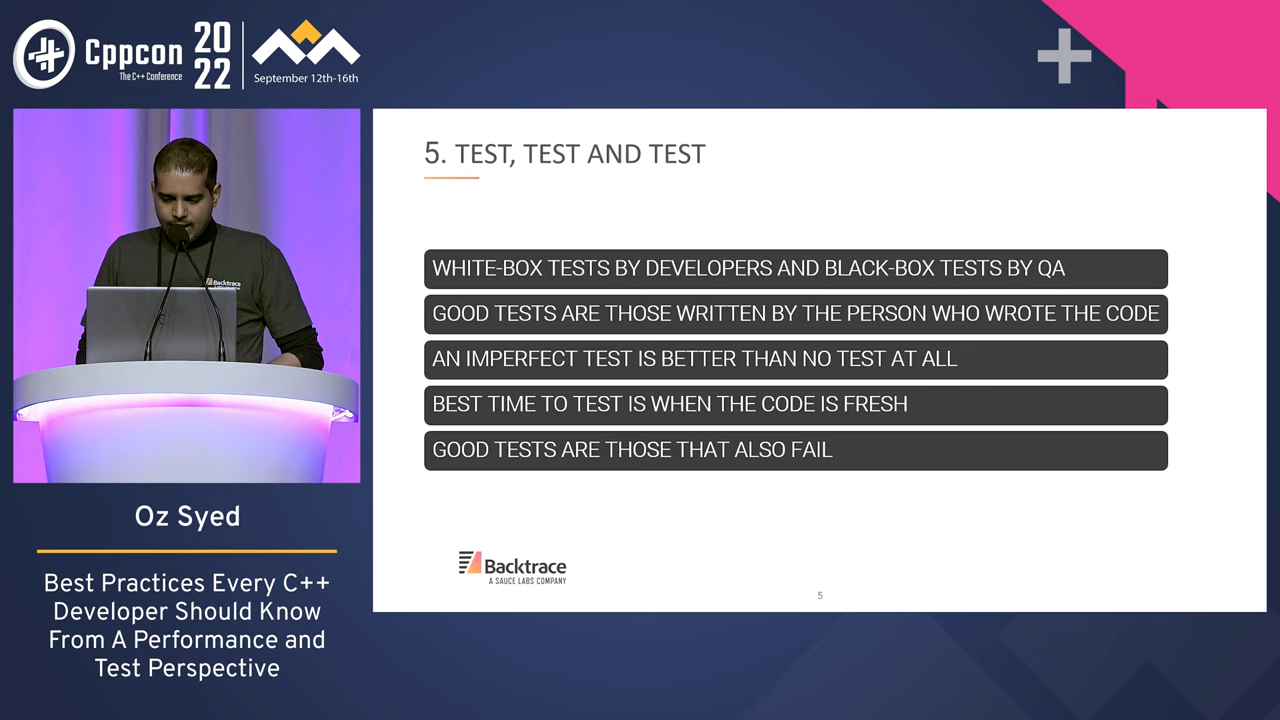 Cppcon
The C++ Conference
20
22
September 12th-16th
Backtrace
Oz Syed
Best Practices Every C++
Developer Should Know
From A Performance and
Test Perspective
5. TEST, TEST AND TEST
WHITE-BOX TESTS BY DEVELOPERS AND BLACK-BOX TESTS BY QA
GOOD TESTS ARE THOSE WRITTEN BY THE PERSON WHO WROTE THE CODE
AN IMPERFECT TEST IS BETTER THAN NO TEST AT ALL
BEST TIME TO TEST IS WHEN THE CODE IS FRESH
GOOD TESTS ARE THOSE THAT ALSO FAIL
Backtrace
A SAUCE LABS COMPANY
5